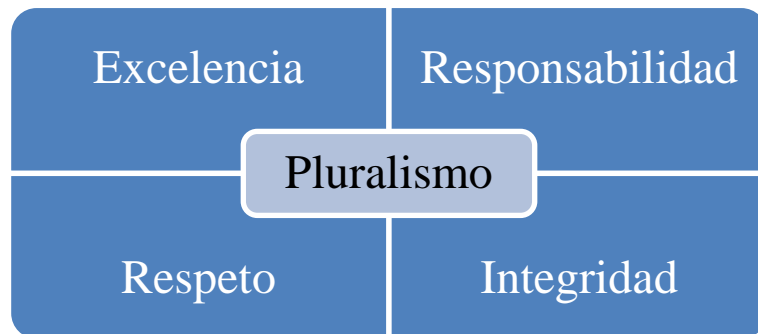 Excelencia
Responsabilidad
Pluralismo
Respeto
Integridad